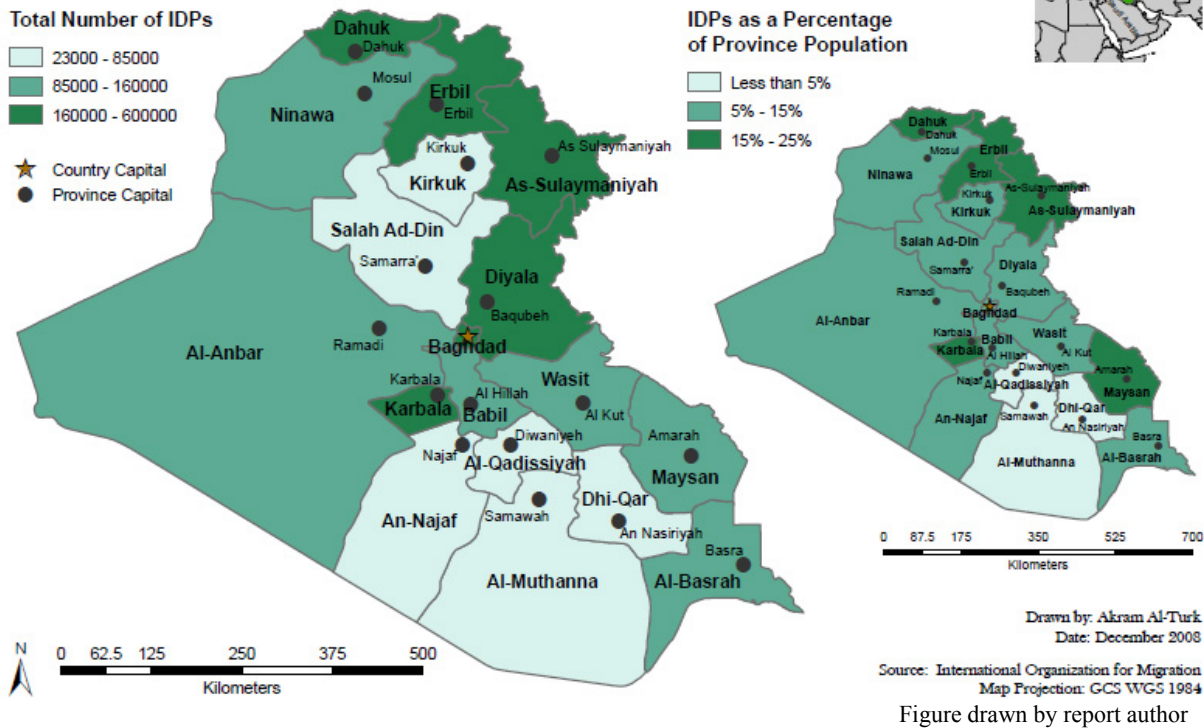 Total Number of IDPs
23000 - 85000
85000 - 160000
160000 - 600000
Country Capital
Province Capital
Dahuk
Dahuk
Mosul
Ninawa
Erbil
Erbil
Kirkuk
Kirkuk
As Sulaymaniyah
As-Sulaymaniyah
Salah Ad-Din
Samarra'
Diyala
Baqubeh
Al-Anbar
Ramadi
Baghdad
Karbala
Karbala
Al Hillah
Babil
Wasit
Al Kut
Najaf
Diwaniyeh
Al-Qadissiyah
Amarah
Maysan
An-Najaf
Samawah
Dhi-Qar
An Nasiriyah
Al-Muthanna
Basra
Al-Basrah
N
0 62.5 125 250 375 500
Kilometers
IDPs as a Percentage
of Province Population
Less than 5%
5% - 15%
15% - 25%
Saudi Arabia
Dahuk
Dahuk
Mosul
Ninawa
Erbil
Erbil
Kirkuk
Kirkuk
As-Sulaymaniyah
As-Sulaymaniyah
Salah Ad-Din
Samarra'
Diyala
Baqubeh
Ramadi
Al-Anbar
Baghdad
Karbala
Karbala
Babil
Al Hillah
Wasit
Al Kut
Najaf
Diwaniyeh
Al-Qadissiyah
Amarah
Maysan
An-Najaf
Samawah
Dhi-Qar
An Nasiriyah
Al-Muthanna
Basra
Al-Basrah
0 87.5 175 350 525 700
Kilometers
Drawn by: Akram Al-Turk
Date: December 2008
Source: International Organization for Migration
Map Projection: GCS WGS 1984
Figure drawn by report author